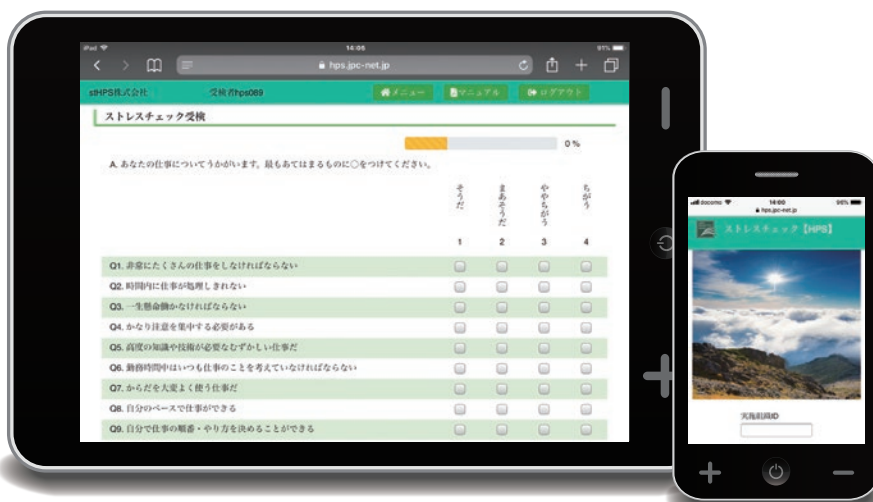 iPad 14:06 91%
hps.jpc-net.jp
stHPS株式会社 受検者hps089 メニュー マニュアル ログアウト
ストレスチェック受検
0 %
A. あなたの仕事についてうかがいます。最もあてはまるものに○をつけてください。
そうだ まあそうだ ややちがう ちがう
1 2 3 4
Q1. 非常にたくさんの仕事をしなければならない
Q2. 時間内に仕事が処理しきれない
Q3. 一生懸命働かなければならない
Q4. かなり注意を集中する必要がある
Q5. 高度の知識や技術が必要なむずかしい仕事だ
Q6. 勤務時間中はいつも仕事のことを考えていなければならない
Q7. からだを大変よく使う仕事だ
Q8. 自分のペースで仕事ができる
Q9. 自分で仕事の順番・やり方を決めることができる
docomo 14:00 98%
hps.jpc-net.jp
ストレスチェック【HPS】
実施組織ID